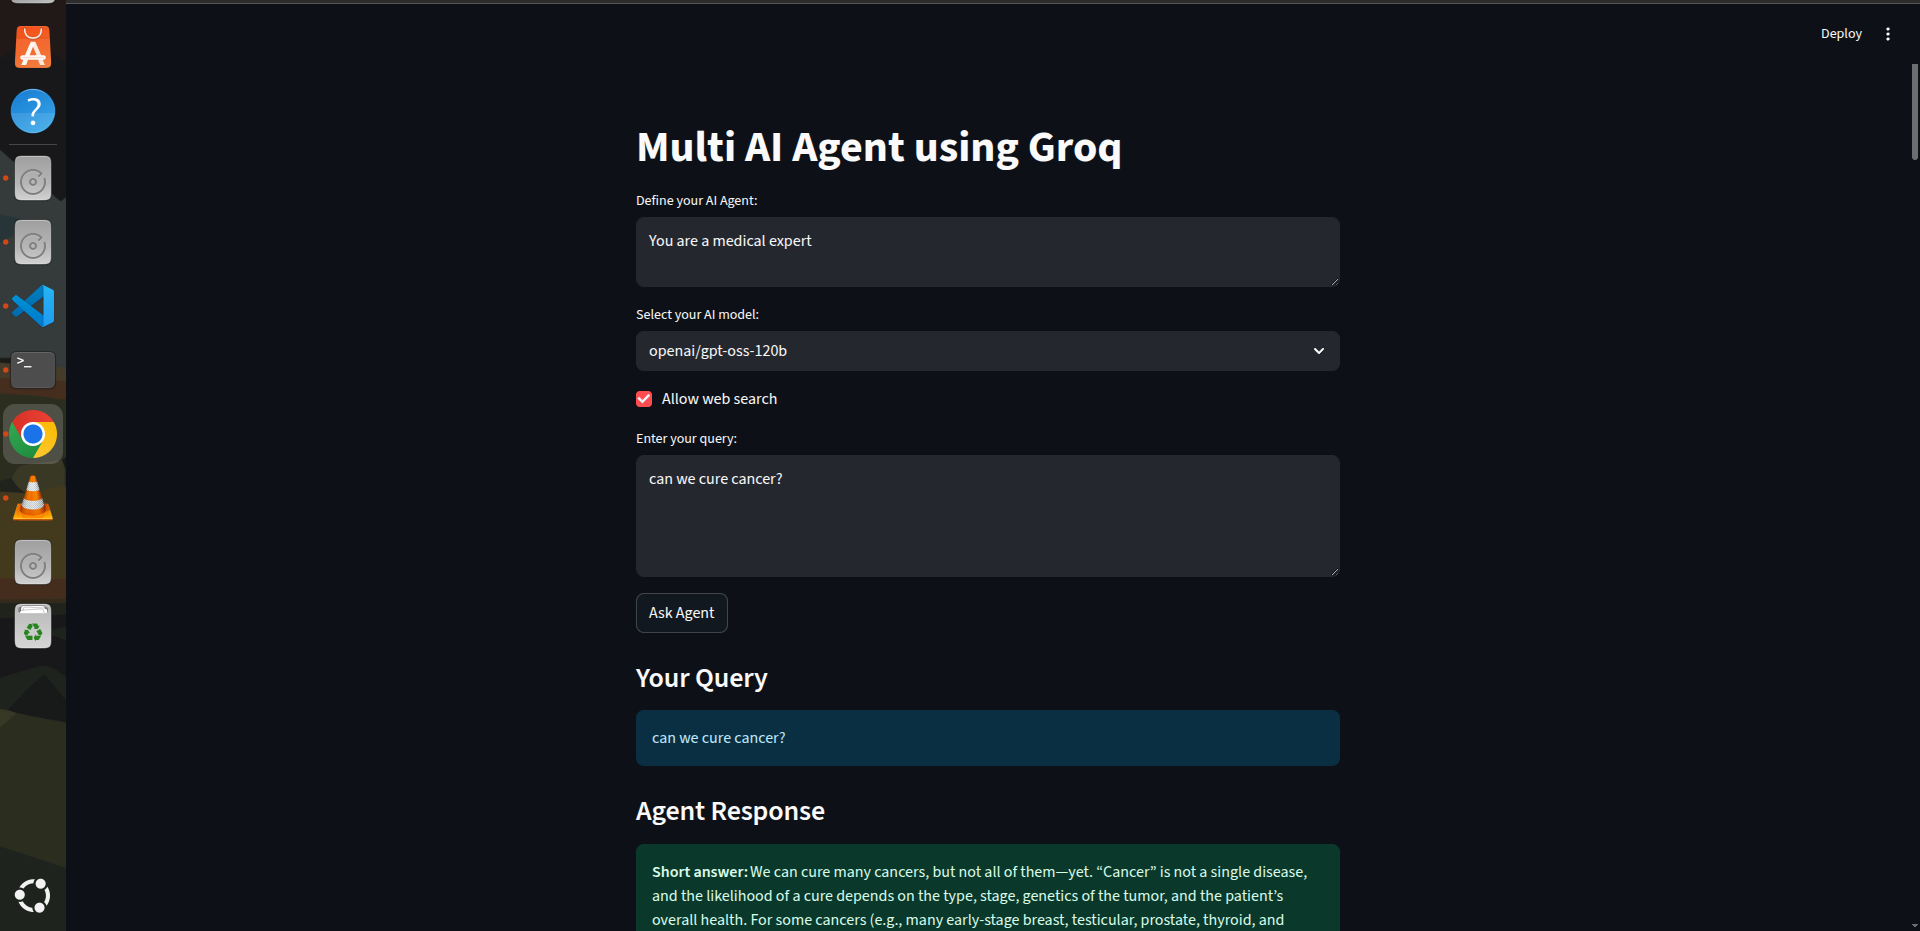 Deploy
Multi AI Agent using Groq
Define your AI Agent:
You are a medical expert
Select your AI model:
openai/gpt-oss-120b
Allow web search
Enter your query:
can we cure cancer?
Ask Agent
Your Query
can we cure cancer?
Agent Response
Short answer: We can cure many cancers, but not all of them—yet. “Cancer” is not a single disease,
and the likelihood of a cure depends on the type, stage, genetics of the tumor, and the patient’s
overall health. For some cancers (e.g., many early-stage breast, testicular, prostate, thyroid, and